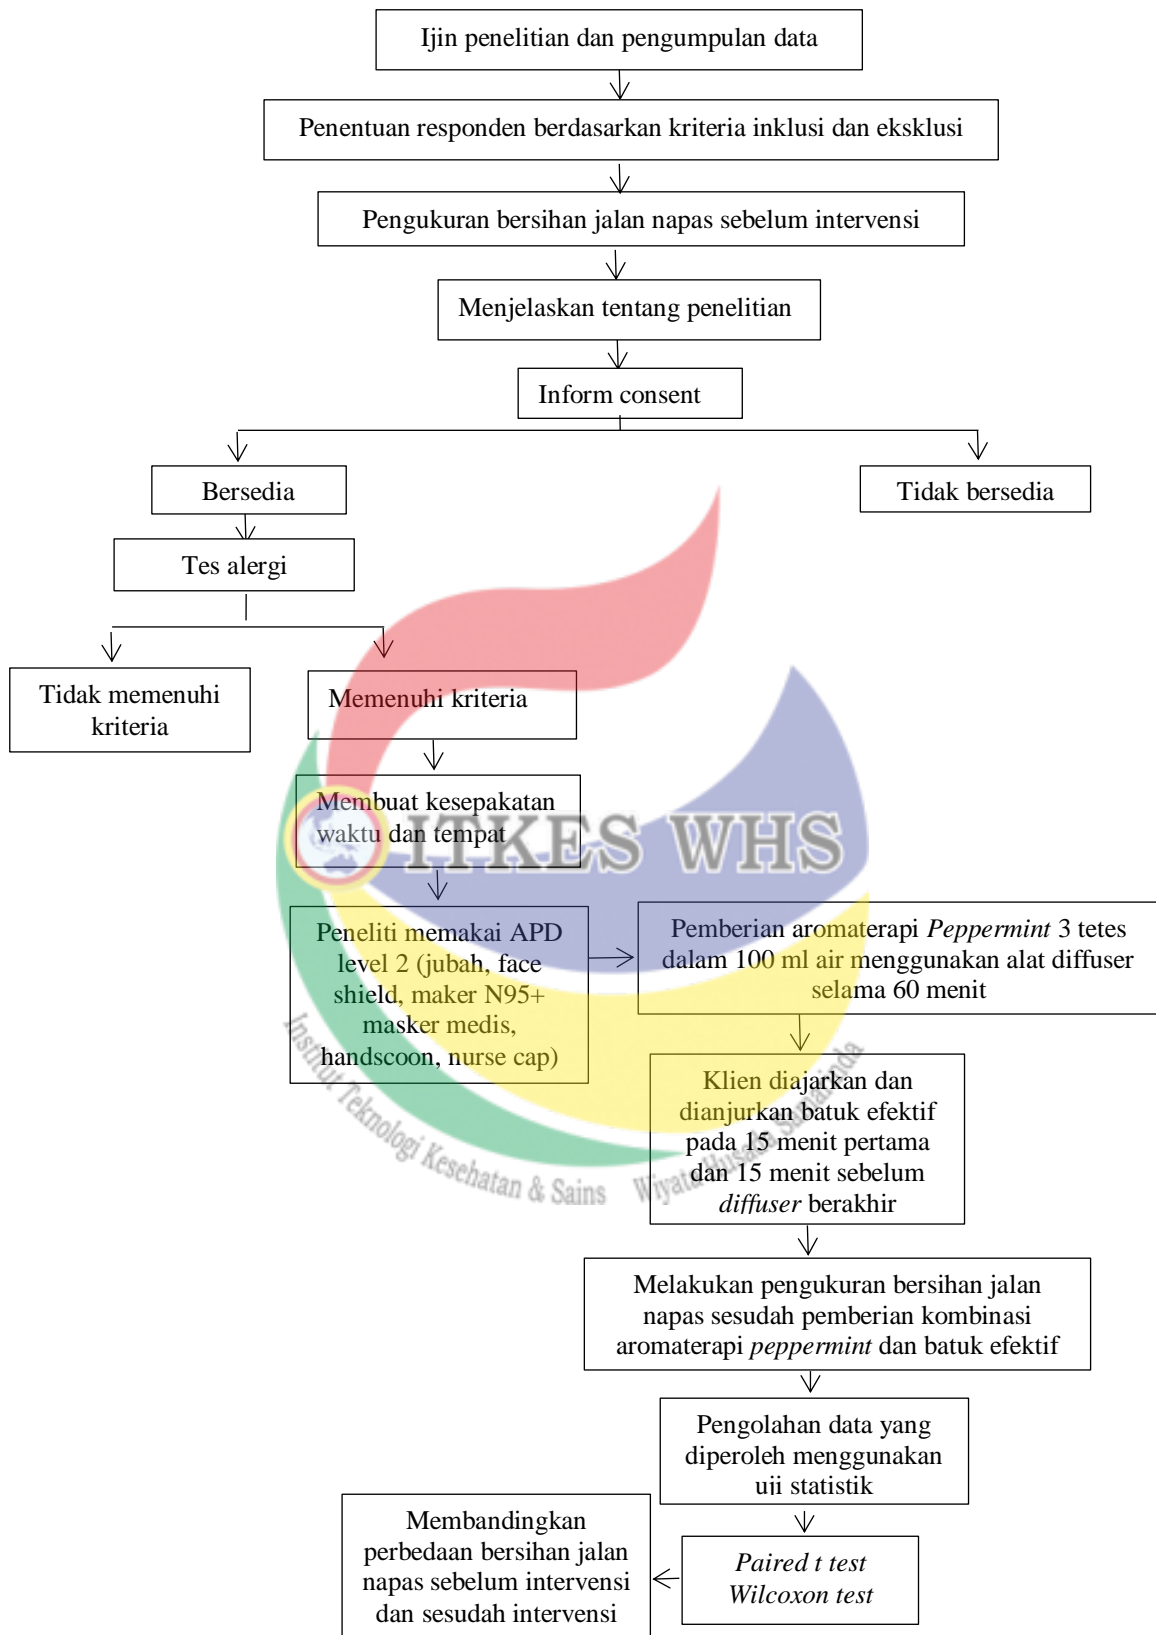 Ijin penelitian dan pengumpulan data
Penentuan responden berdasarkan kriteria inklusi dan eksklusi
Pengukuran bersihan jalan napas sebelum intervensi
Menjelaskan tentang penelitian
Inform consent
Bersedia
Tidak bersedia
Tes alergi
Tidak memenuhi
kriteria
Memenuhi kriteria
Membuat kesepakatan
waktu dan tempat
ITKES WHS
Peneliti memakai APD
level 2 (jubah, face
shield, maker N95+
masker medis,
handscoon, nurse cap)
Pemberian aromaterapi Peppermint 3 tetes
dalam 100 ml air menggunakan alat diffuser
selama 60 menit
Institut Teknologi Kesehatan & Sains Wiyata Husada Samarinda
Klien diajarkan dan
dianjurkan batuk efektif
pada 15 menit pertama
dan 15 menit sebelum
diffuser berakhir
Melakukan pengukuran bersihan jalan
napas sesudah pemberian kombinasi
aromaterapi peppermint dan batuk efektif
Pengolahan data yang
diperoleh menggunakan
uji statistik
Paired t test
Wilcoxon test
Membandingkan
perbedaan bersihan jalan
napas sebelum intervensi
dan sesudah intervensi